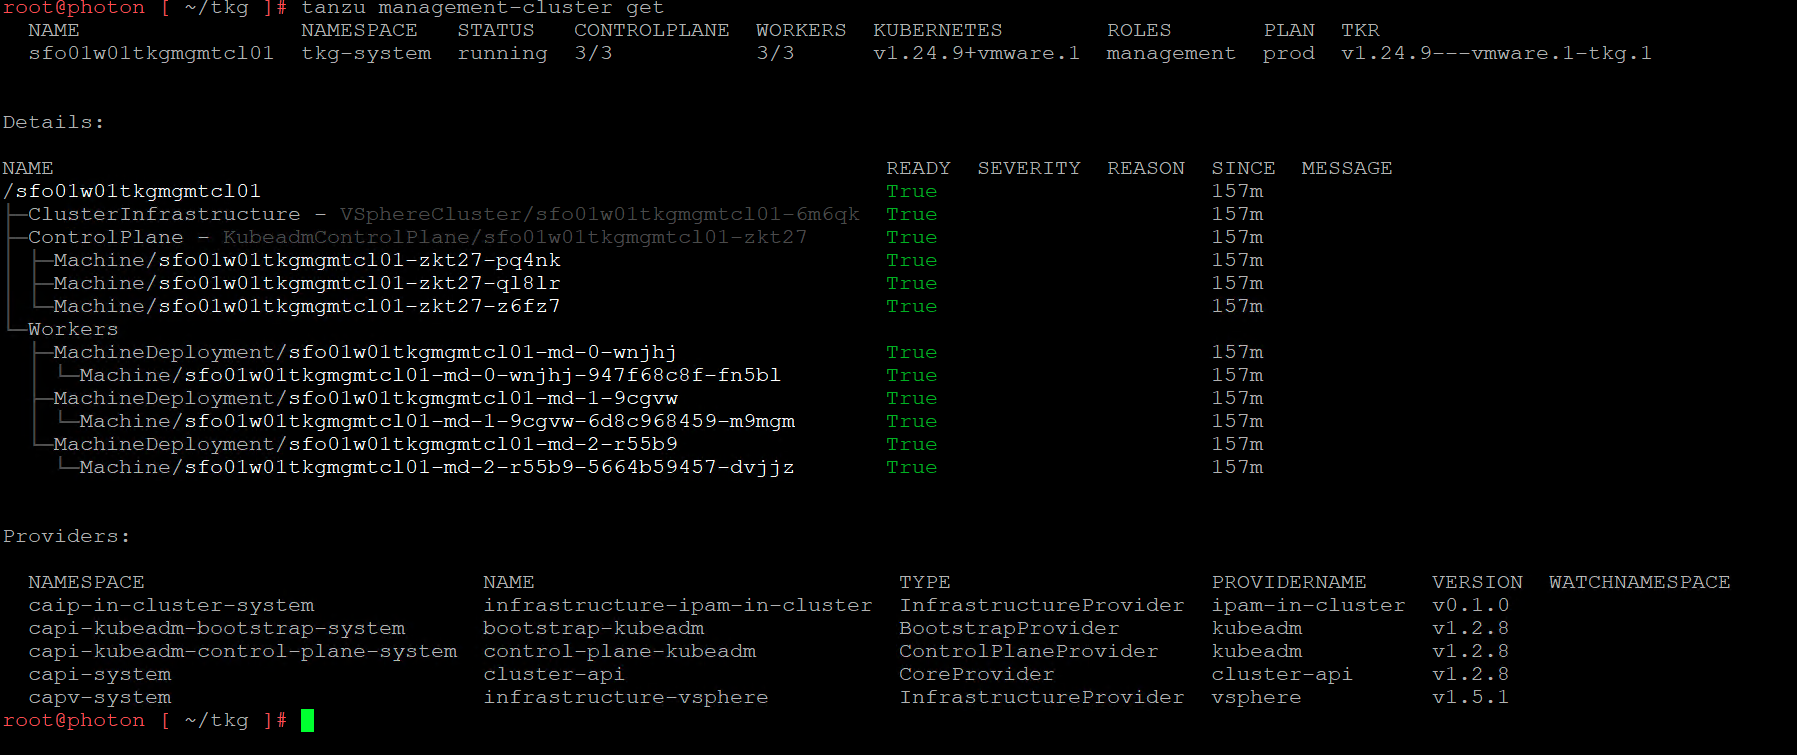 root@photon [ ~/tkg ]# tanzu management-cluster get
  NAME                 NAMESPACE   STATUS   CONTROLPLANE  WORKERS  KUBERNETES        ROLES       PLAN  TKR
  sfo01w01tkgmgmtcl01  tkg-system  running  3/3           3/3      v1.24.9+vmware.1  management  prod  v1.24.9---vmware.1-tkg.1
Details:
NAME                                                                READY  SEVERITY  REASON  SINCE  MESSAGE
/sfo01w01tkgmgmtcl01                                                True                     157m
├─ClusterInfrastructure - VSphereCluster/sfo01w01tkgmgmtcl01-6m6qk  True                     157m
├─ControlPlane - KubeadmControlPlane/sfo01w01tkgmgmtcl01-zkt27      True                     157m
│ ├─Machine/sfo01w01tkgmgmtcl01-zkt27-pq4nk                         True                     157m
│ ├─Machine/sfo01w01tkgmgmtcl01-zkt27-ql8lr                         True                     157m
│ └─Machine/sfo01w01tkgmgmtcl01-zkt27-z6fz7                         True                     157m
└─Workers
  ├─MachineDeployment/sfo01w01tkgmgmtcl01-md-0-wnjhj                True                     157m
  │ └─Machine/sfo01w01tkgmgmtcl01-md-0-wnjhj-947f68c8f-fn5bl        True                     157m
  ├─MachineDeployment/sfo01w01tkgmgmtcl01-md-1-9cgvw                True                     157m
  │ └─Machine/sfo01w01tkgmgmtcl01-md-1-9cgvw-6d8c968459-m9mgm       True                     157m
  └─MachineDeployment/sfo01w01tkgmgmtcl01-md-2-r55b9                True                     157m
    └─Machine/sfo01w01tkgmgmtcl01-md-2-r55b9-5664b59457-dvjjz       True                     157m
Providers:
  NAMESPACE                          NAME                            TYPE                    PROVIDERNAME     VERSION  WATCHNAMESPACE
  caip-in-cluster-system             infrastructure-ipam-in-cluster  InfrastructureProvider  ipam-in-cluster  v0.1.0
  capi-kubeadm-bootstrap-system      bootstrap-kubeadm               BootstrapProvider       kubeadm          v1.2.8
  capi-kubeadm-control-plane-system  control-plane-kubeadm           ControlPlaneProvider    kubeadm          v1.2.8
  capi-system                        cluster-api                     CoreProvider            cluster-api      v1.2.8
  capv-system                        infrastructure-vsphere          InfrastructureProvider  vsphere          v1.5.1
root@photon [ ~/tkg ]#